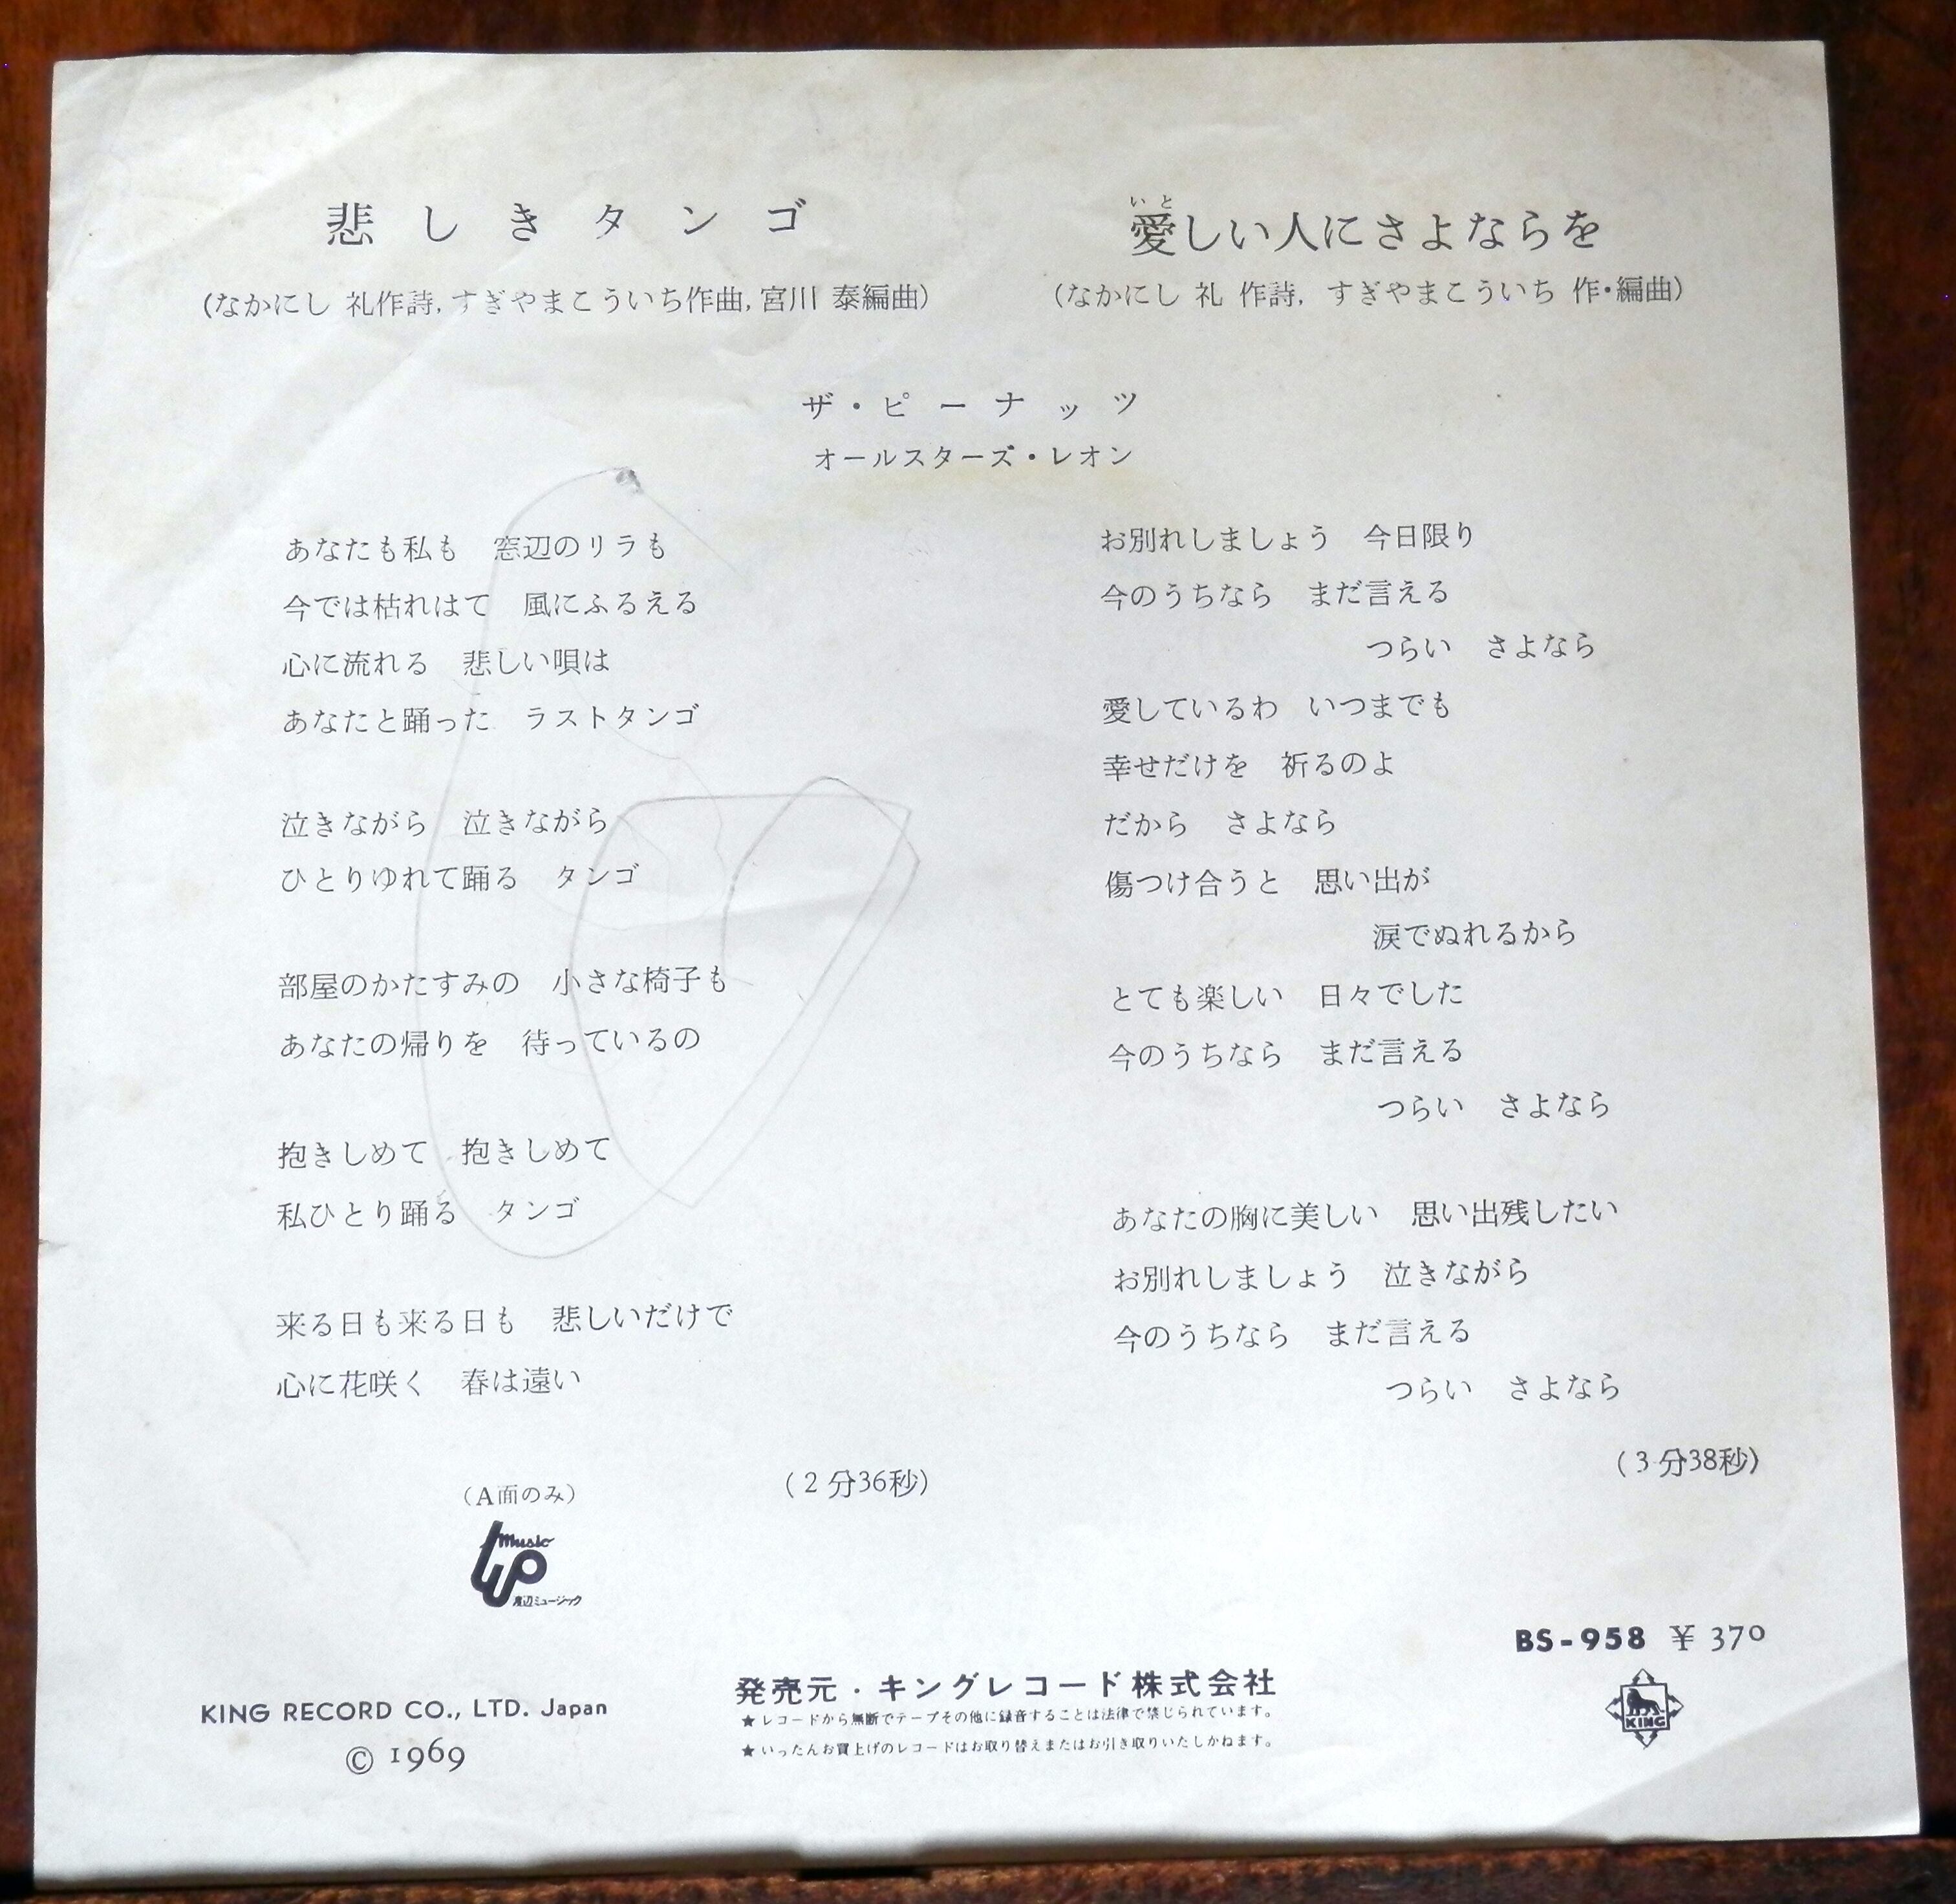 悲しきタンゴ
(なかにし 礼作詩, すぎやまこういち作曲, 宮川 泰編曲)
いと
愛しい人にさよならを
(なかにし 礼 作詩, すぎやまこういち 作・編曲)
ザ・ピーナッツ
オールスターズ・レオン
あなたも私も 窓辺のリラも
今では枯れはて 風にふるえる
心に流れる 悲しい唄は
あなたと踊った ラストタンゴ
泣きながら 泣きながら
ひとりゆれて踊る タンゴ
部屋のかたすみの 小さな椅子も
あなたの帰りを 待っているの
抱きしめて 抱きしめて
私ひとり踊る タンゴ
来る日も来る日も 悲しいだけで
心に花咲く 春は遠い
(2分36秒)
お別れしましょう 今日限り
今のうちなら まだ言える
つらい さよなら
愛しているわ いつまでも
幸せだけを 祈るのよ
だから さよなら
傷つけ合うと 思い出が
涙でぬれるから
とても楽しい 日々でした
今のうちなら まだ言える
つらい さよなら
あなたの胸に美しい 思い出残したい
お別れしましょう 泣きながら
今のうちなら まだ言える
つらい さよなら
(3分38秒)
(A面のみ)
Music
渡辺ミュージック
BS-958 ¥370
KING
KING RECORD CO., LTD. Japan
© 1969
発売元・キングレコード株式会社
★レコードから無断でテープその他に録音することは法律で禁じられています。
★いったんお買上げのレコードはお取り替えまたはお引き取りいたしかねます。